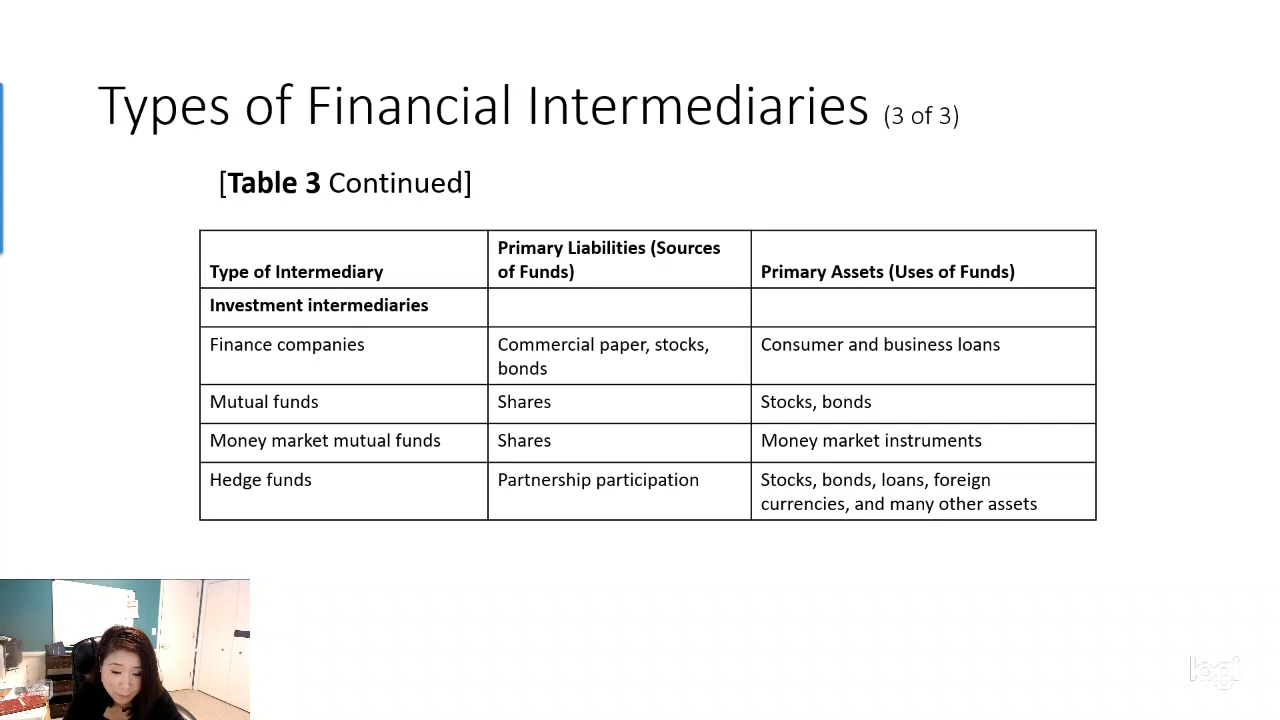 Types of Financial Intermediaries (3 of 3)
[Table 3 Continued]
Type of Intermediary
Primary Liabilities (Sources
of Funds)
Primary Assets (Uses of Funds)
Investment intermediaries
Finance companies
Commercial paper, stocks,
bonds
Consumer and business loans
Mutual funds
Shares
Stocks, bonds
Money market mutual funds
Shares
Money market instruments
Hedge funds
Partnership participation
Stocks, bonds, loans, foreign
currencies, and many other assets
logi